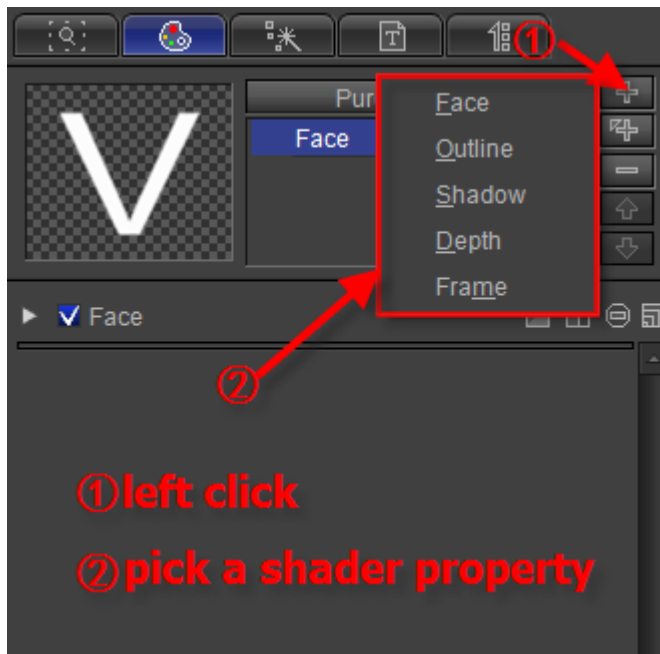 T
①
V
Pur
Face
Face
Outline
Shadow
Depth
Frame
Face
②
①left click
②pick a shader property